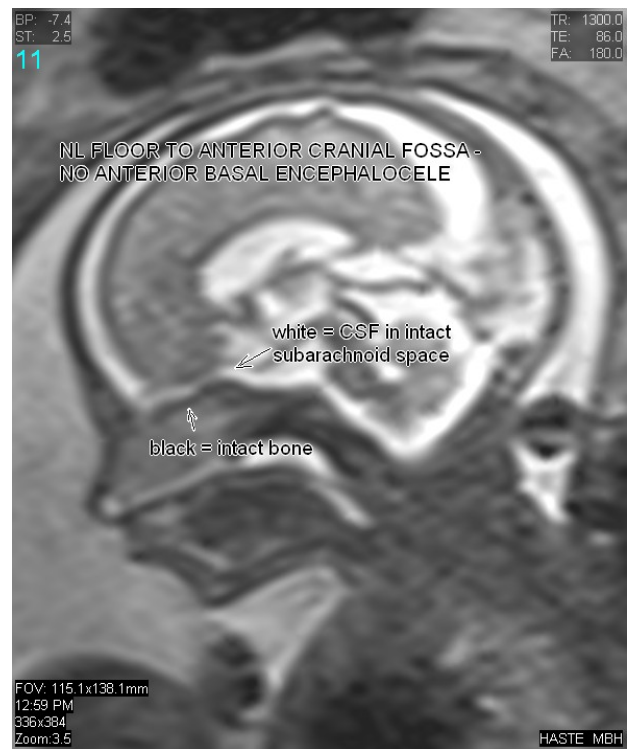 BP: -7.4
ST: 2.5
11
TR: 1300.0
TE: 86.0
FA: 180.0
NL FLOOR TO ANTERIOR CRANIAL FOSSA -
NO ANTERIOR BASAL ENCEPHALOCELE
white = CSF in intact
subarachnoid space
black = intact bone
FOV: 115.1x138.1mm
12:59 PM
336x384
Zoom:3.5
HASTE MBH